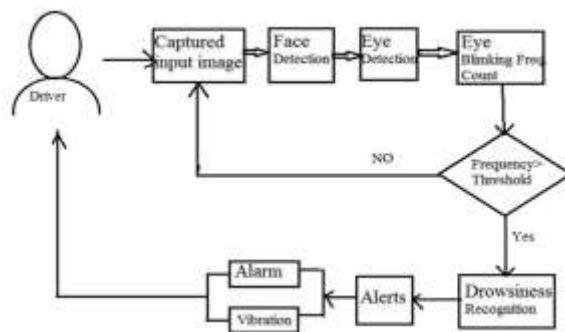 Driver
Captured
input image
Face
Detection
Eye
Detection
Eye
Blinking Freq.
Count
Frequency>
Threshold
NO
Yes
Drowsiness
Recognition
Alerts
Alarm
Vibration